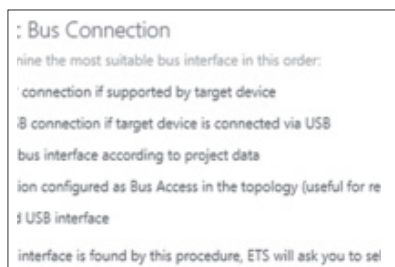 : Bus Connection
nine the most suitable bus interface in this order:
connection if supported by target device
B connection if target device is connected via USB
bus interface according to project data
ion configured as Bus Access in the topology (useful for re
d USB interface
interface is found by this procedure, ETS will ask you to sel